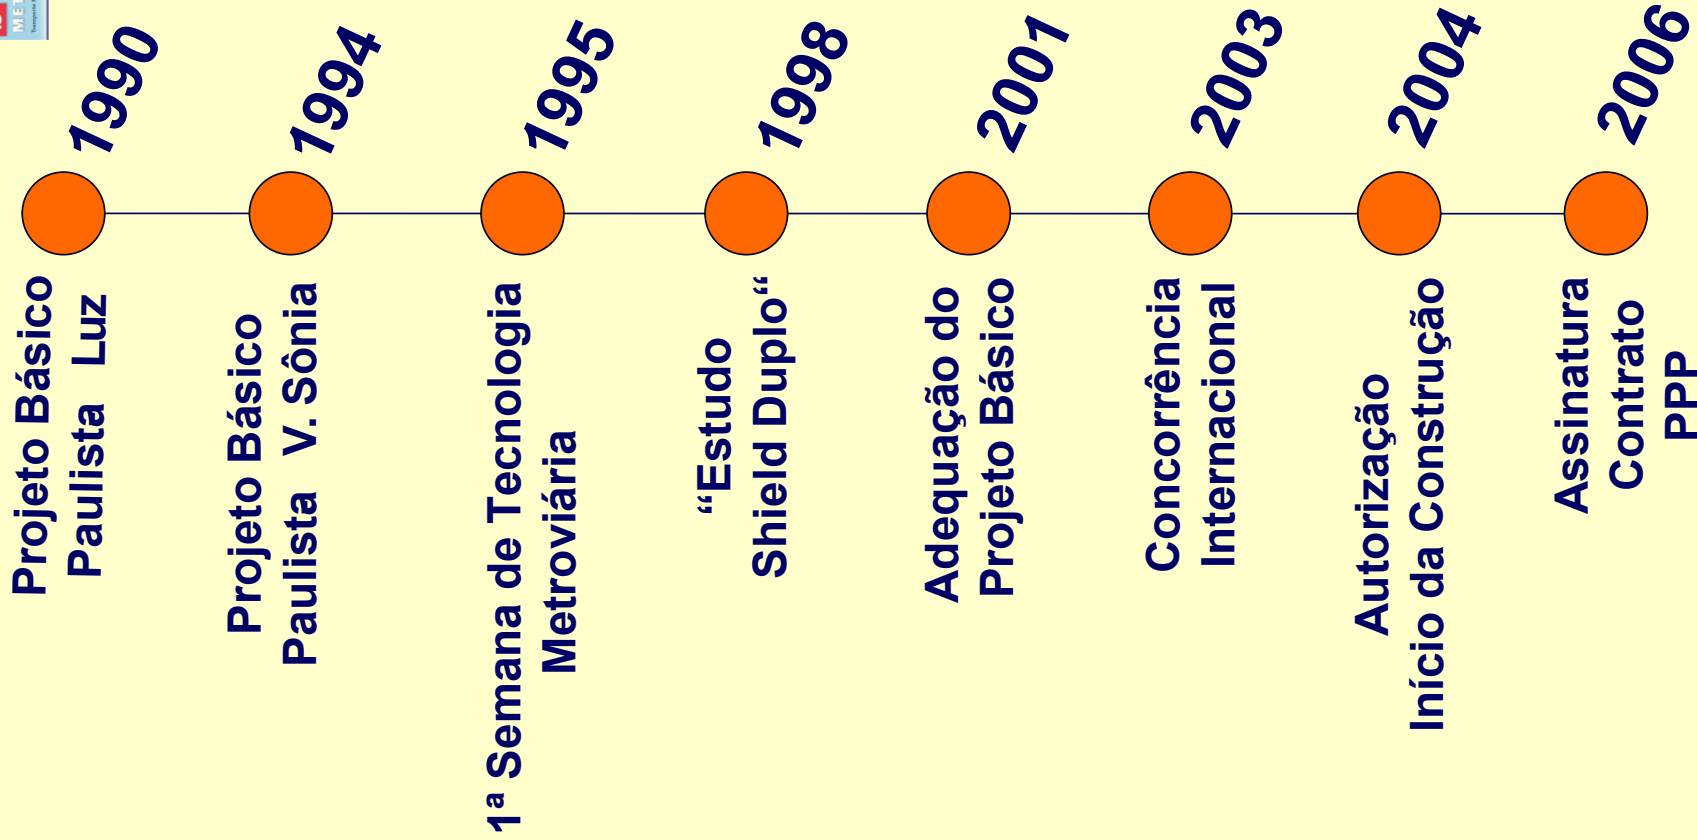 1990
Projeto Básico
Paulista Luz
1994
Projeto Básico
Paulista V. Sônia
1995
1ª Semana de Tecnologia
Metroviária
1998
“Estudo
Shield Duplo“
2001
Adequação do
Projeto Básico
2003
Concorrência
Internacional
2004
Autorização
Início da Construção
2006
Assinatura
Contrato
PPP